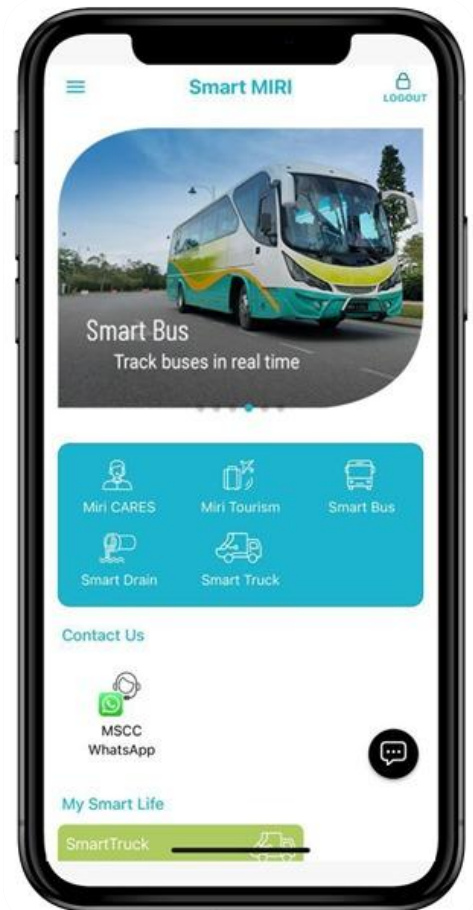 Smart MIRI
LOGOUT
Smart Bus
Track buses in real time
Miri CARES
Miri Tourism
Smart Bus
Smart Drain
Smart Truck
Contact Us
MSCC
WhatsApp
My Smart Life
SmartTruck